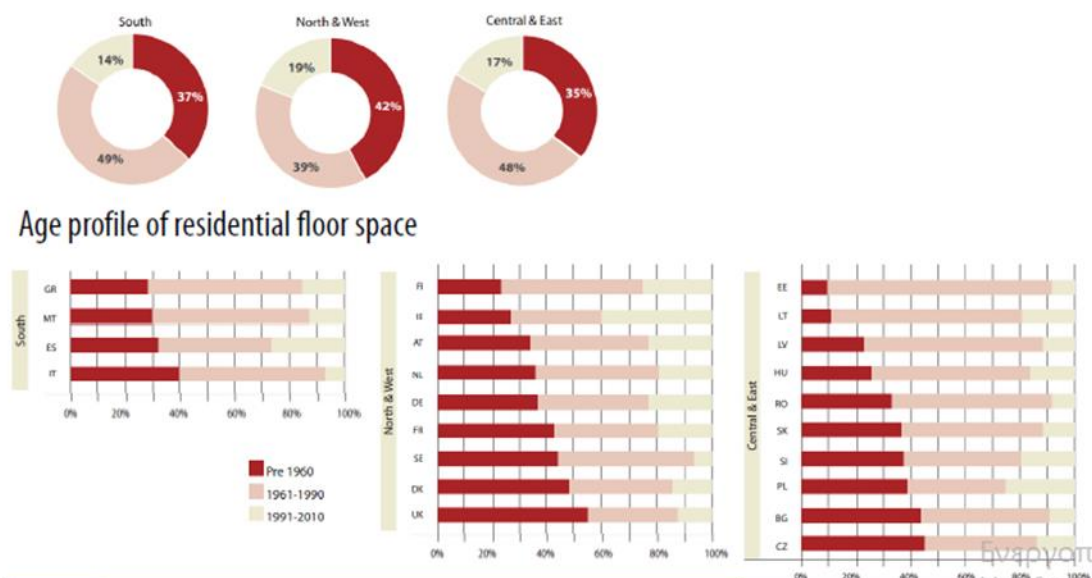 South
North & West
Central & East
14%
37%
49%
19%
42%
39%
17%
35%
48%
Age profile of residential floor space
South
GR
MT
ES
IT
0% 20% 40% 60% 80% 100%
Pre 1960
1961-1990
1991-2010
North & West
FI
IE
AT
NL
DE
FR
SE
DK
UK
0% 20% 40% 60% 80% 100%
Central & East
EE
LT
LV
HU
RO
SK
SI
PL
BG
CZ
0% 20% 40% 60% 80% 100%